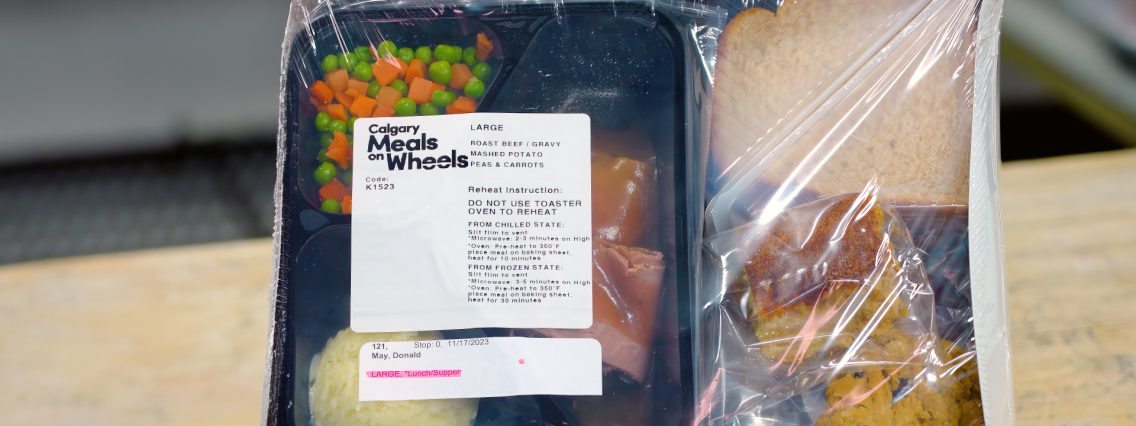 Calgary
Meals
on Wheels
Code:
K1523
LARGE
ROAST BEEF / GRAVY
MASHED POTATO
PEAS & CARROTS
Reheat Instruction:
DO NOT USE TOASTER
OVEN TO REHEAT
FROM CHILLED STATE:
Slit film to vent
*Microwave: 2-3 minutes on High
*Oven: Pre-heat to 350°F
place meal on baking sheet,
heat for 10 minutes
FROM FROZEN STATE:
Slit film to vent
*Microwave: 3-5 minutes on High
*Oven: Pre-heat to 350°F
place meal on baking sheet,
heat for 30 minutes
121, Stop: 0, 11/17/2023
May, Donald
LARGE, *Lunch/Supper